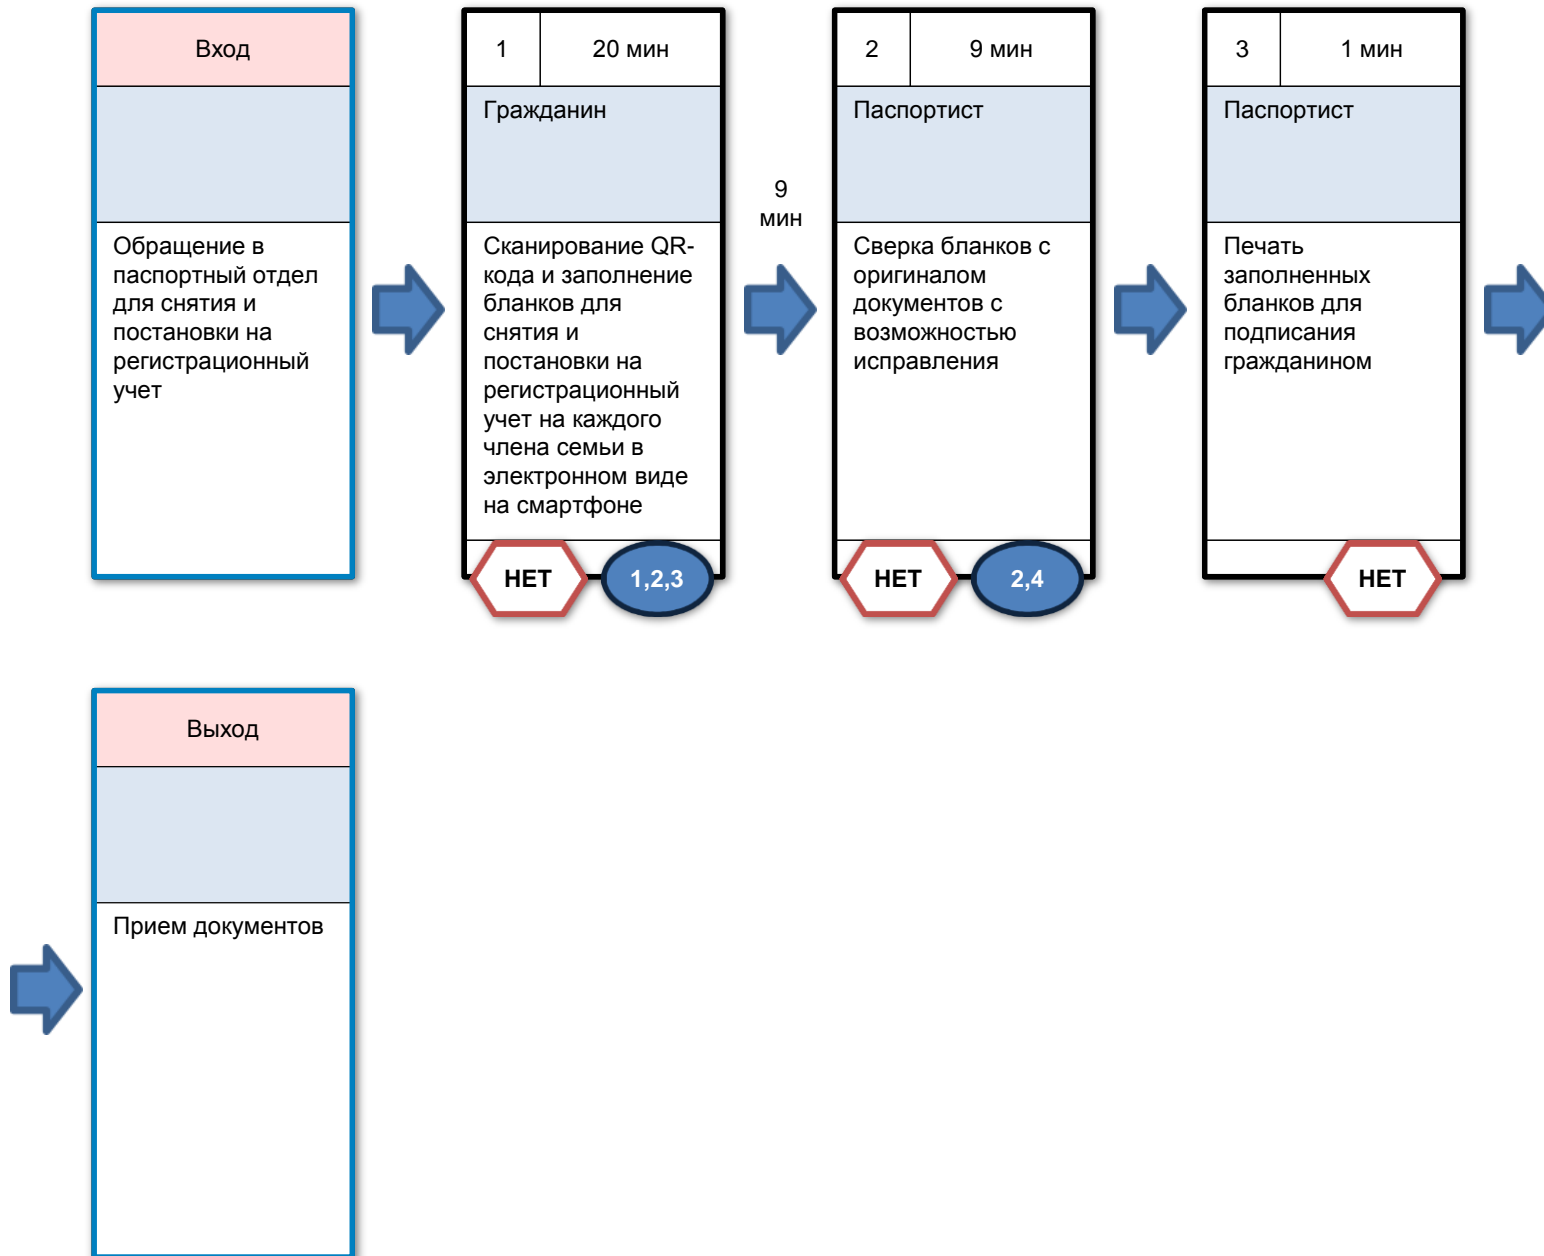 Вход
Обращение в
паспортный отдел
для снятия и
постановки на
регистрационный
учет
1
20 мин
Гражданин
Сканирование QR-
кода и заполнение
бланков для
снятия и
постановки на
регистрационный
учет на каждого
члена семьи в
электронном виде
на смартфоне
НЕТ
1,2,3
9
мин
2
9 мин
Паспортист
Сверка бланков с
оригиналом
документов с
возможностью
исправления
НЕТ
2,4
3
1 мин
Паспортист
Печать
заполненных
бланков для
подписания
гражданином
НЕТ
Выход
Прием документов